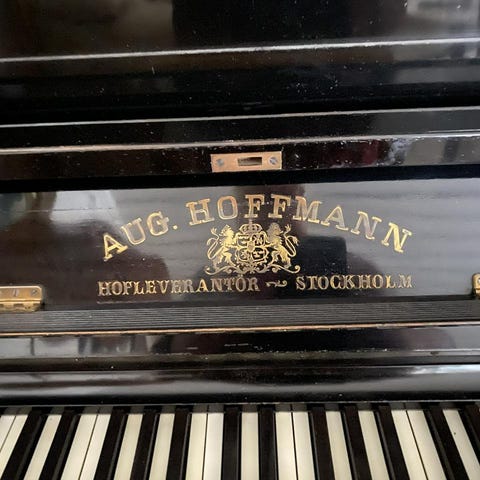 AUG. HOFFMANN
HOFLEVERANTÖR ~ STOCKHOLM